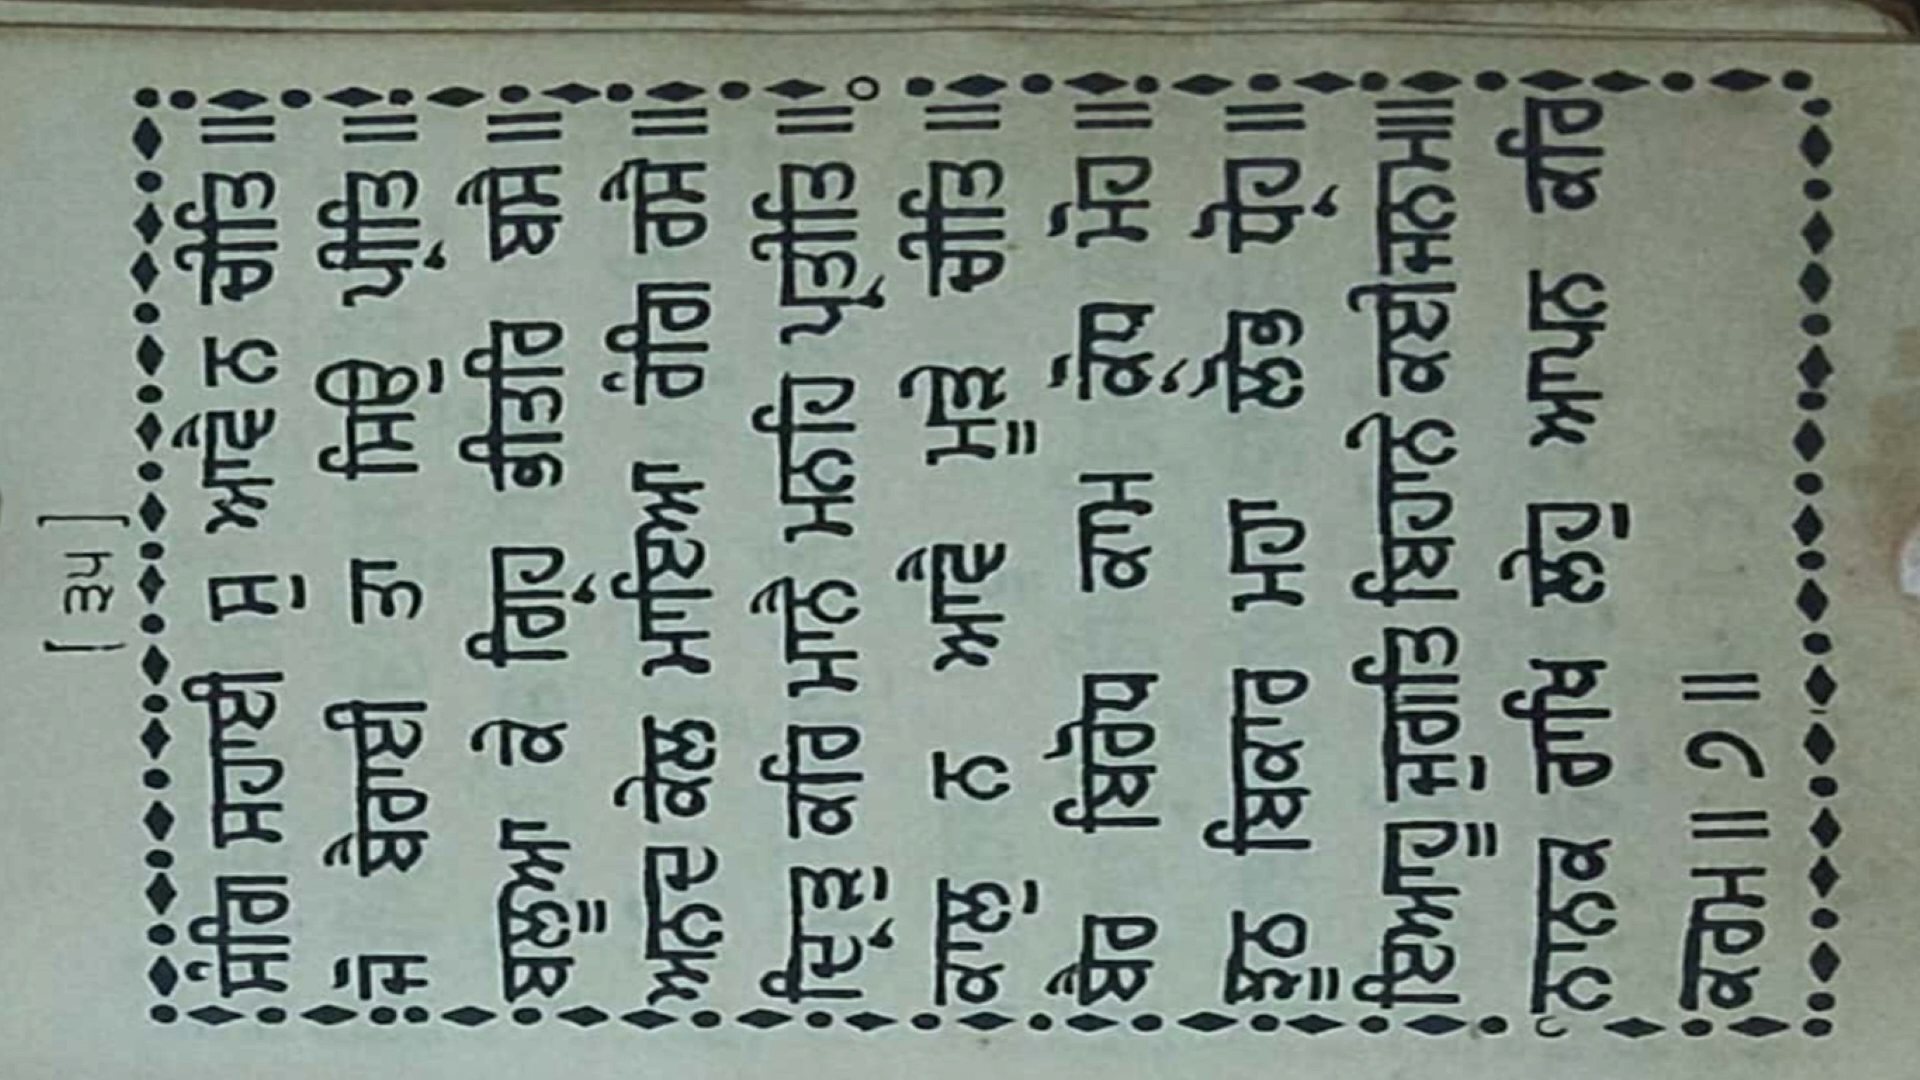 [ ੩੫ ]
ਸੰਗਿ ਸਹਾਈ ਸੁ ਆਵੈ ਨ ਚੀਤਿ ॥
ਜੋ ਬੈਰਾਈ ਤਾ ਸਿਉ ਪ੍ਰੀਤਿ ॥
ਬਲੂਆ ਕੇ ਗ੍ਰਿਹ ਭੀਤਰਿ ਬਸੈ ॥
ਅਨਦ ਕੇਲ ਮਾਇਆ ਰੰਗਿ ਰਸੈ ॥
ਦ੍ਰਿੜੁ ਕਰਿ ਮਾਨੈ ਮਨਹਿ ਪ੍ਰਤੀਤਿ ॥
ਕਾਲੁ ਨ ਆਵੈ ਮੂੜੇ ਚੀਤਿ ॥
ਬੈਰ ਬਿਰੋਧ ਕਾਮ ਕ੍ਰੋਧ ਮੋਹ ॥
ਝੂਠ ਬਿਕਾਰ ਮਹਾ ਲੋਭ ਧ੍ਰੋਹ ॥
ਇਆਹੂ ਜੁਗਤਿ ਬਿਹਾਨੇ ਕਈ ਜਨਮ॥
ਨਾਨਕ ਰਾਖਿ ਲੇਹੁ ਆਪਨ ਕਰਿ
ਕਰਮ ॥ ੭ ॥